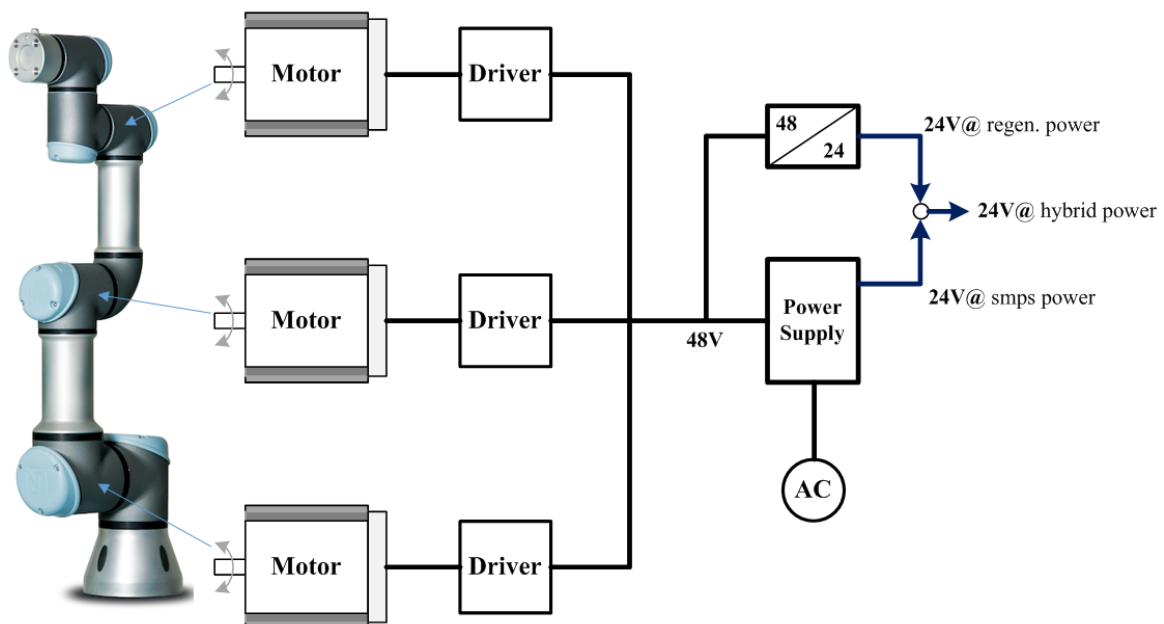 Motor
Driver
48
24
24V@ regen. power
24V@ hybrid power
Motor
Driver
48V
Power
Supply
24V@ smps power
AC
Motor
Driver